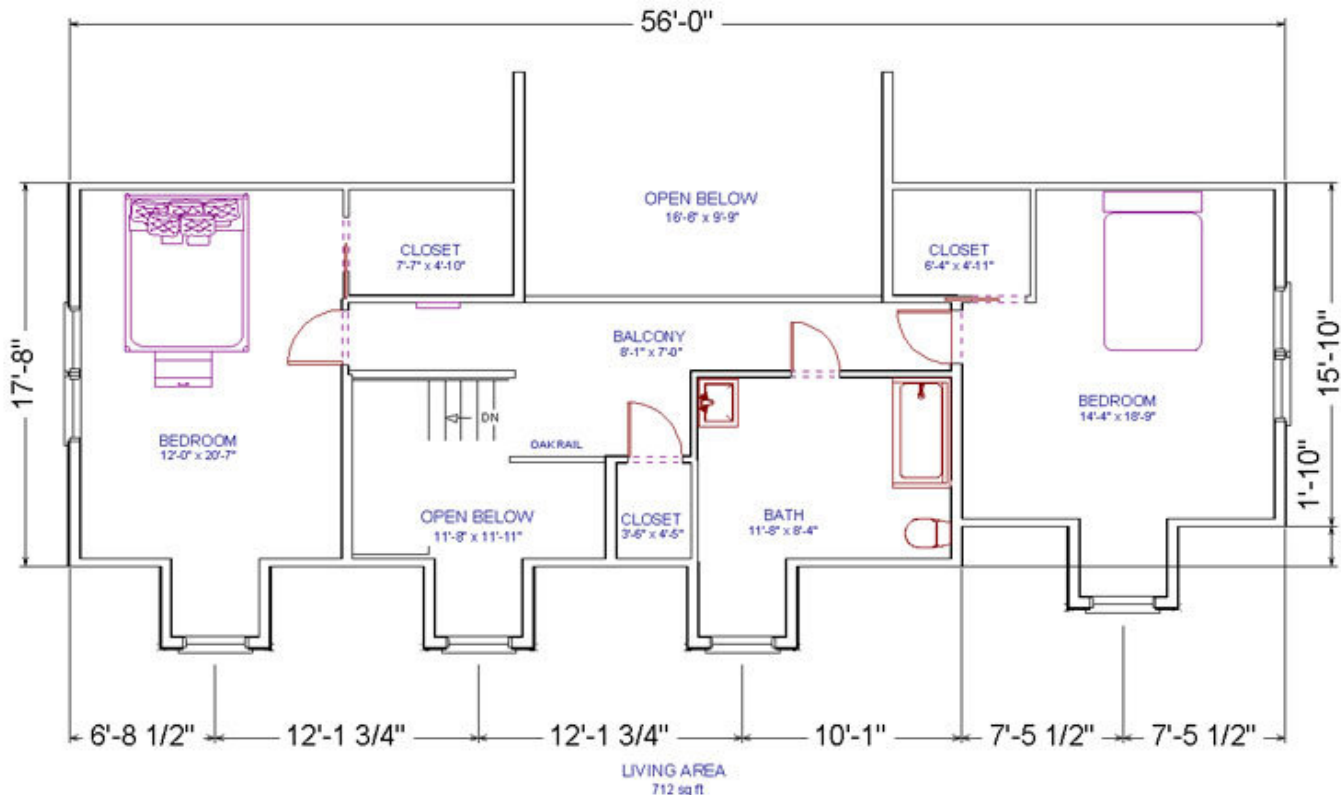 56'-0"
OPEN BELOW
16'-6" x 9'-9"
CLOSET
7'-7" x 4'-10"
CLOSET
6'-4" x 4'-11"
BALCONY
8'-1" x 7'-0"
17'-8"
15'-10"
DN
BEDROOM
14'-4" x 18'-9"
BEDROOM
12'-0" x 20'-7"
OAK RAIL
1'-10"
OPEN BELOW
11'-8" x 11'-11"
CLOSET
3'-6" x 4'-5"
BATH
11'-8" x 8'-4"
6'-8 1/2"
12'-1 3/4"
12'-1 3/4"
10'-1"
7'-5 1/2"
7'-5 1/2"
LIVING AREA
712 sq ft